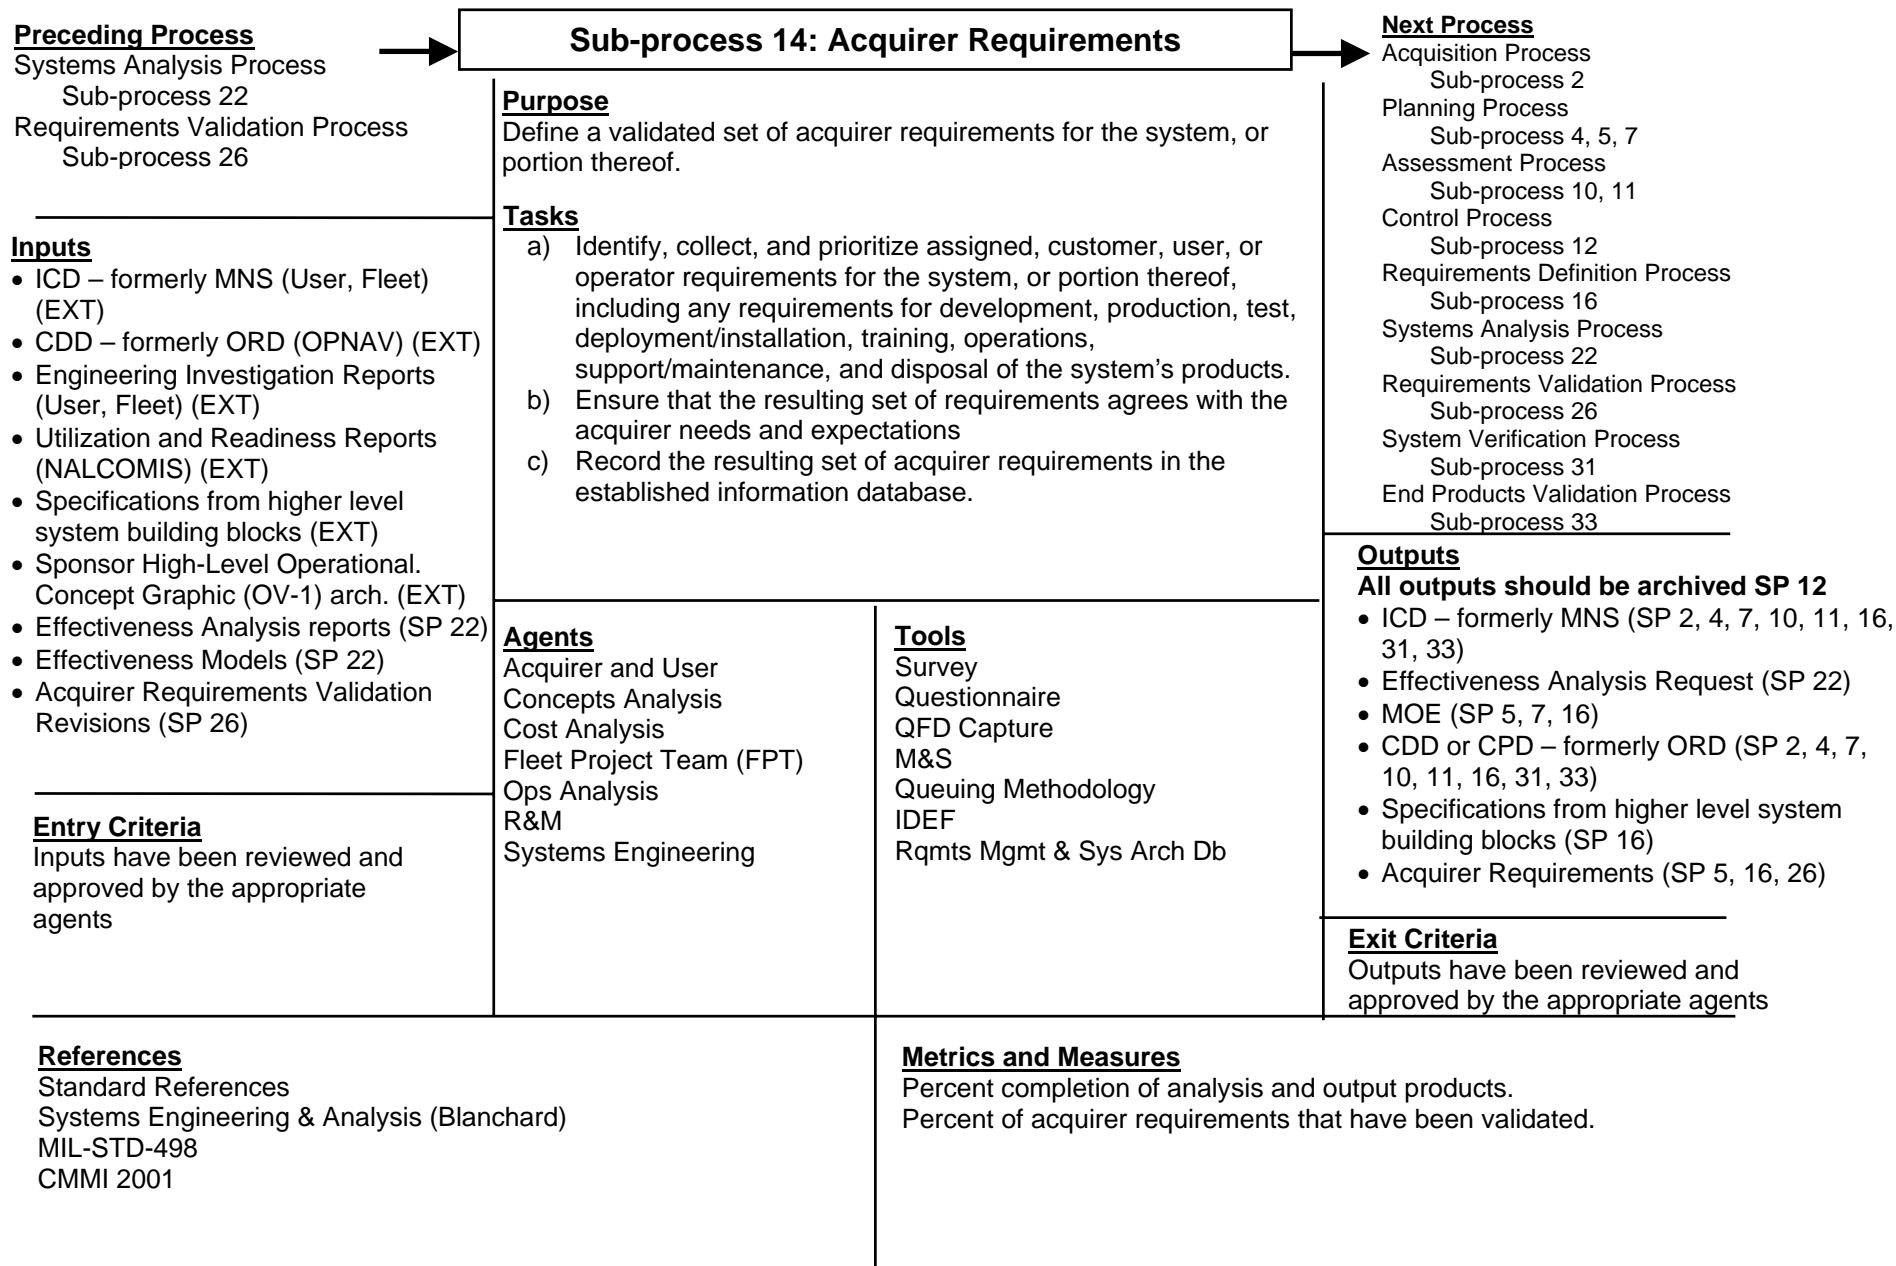 Preceding Process
Systems Analysis Process
Sub-process 22
Requirements Validation Process
Sub-process 26
Sub-process 14: Acquirer Requirements
Next Process
Acquisition Process
Sub-process 2
Planning Process
Sub-process 4, 5, 7
Assessment Process
Sub-process 10, 11
Control Process
Sub-process 12
Requirements Definition Process
Sub-process 16
Systems Analysis Process
Sub-process 22
Requirements Validation Process
Sub-process 26
System Verification Process
Sub-process 31
End Products Validation Process
Sub-process 33
Purpose
Define a validated set of acquirer requirements for the system, or
portion thereof.
Tasks
a) Identify, collect, and prioritize assigned, customer, user, or
operator requirements for the system, or portion thereof,
including any requirements for development, production, test,
deployment/installation, training, operations,
support/maintenance, and disposal of the system’s products.
b) Ensure that the resulting set of requirements agrees with the
acquirer needs and expectations
c) Record the resulting set of acquirer requirements in the
established information database.
Inputs
• ICD – formerly MNS (User, Fleet)
(EXT)
• CDD – formerly ORD (OPNAV) (EXT)
• Engineering Investigation Reports
(User, Fleet) (EXT)
• Utilization and Readiness Reports
(NALCOMIS) (EXT)
• Specifications from higher level
system building blocks (EXT)
• Sponsor High-Level Operational.
Concept Graphic (OV-1) arch. (EXT)
• Effectiveness Analysis reports (SP 22)
• Effectiveness Models (SP 22)
• Acquirer Requirements Validation
Revisions (SP 26)
Entry Criteria
Inputs have been reviewed and
approved by the appropriate
agents
Agents
Acquirer and User
Concepts Analysis
Cost Analysis
Fleet Project Team (FPT)
Ops Analysis
R&M
Systems Engineering
Tools
Survey
Questionnaire
QFD Capture
M&S
Queuing Methodology
IDEF
Rqmts Mgmt & Sys Arch Db
Outputs
All outputs should be archived SP 12
• ICD – formerly MNS (SP 2, 4, 7, 10, 11, 16,
31, 33)
• Effectiveness Analysis Request (SP 22)
• MOE (SP 5, 7, 16)
• CDD or CPD – formerly ORD (SP 2, 4, 7,
10, 11, 16, 31, 33)
• Specifications from higher level system
building blocks (SP 16)
• Acquirer Requirements (SP 5, 16, 26)
Exit Criteria
Outputs have been reviewed and
approved by the appropriate agents
References
Standard References
Systems Engineering & Analysis (Blanchard)
MIL-STD-498
CMMI 2001
Metrics and Measures
Percent completion of analysis and output products.
Percent of acquirer requirements that have been validated.